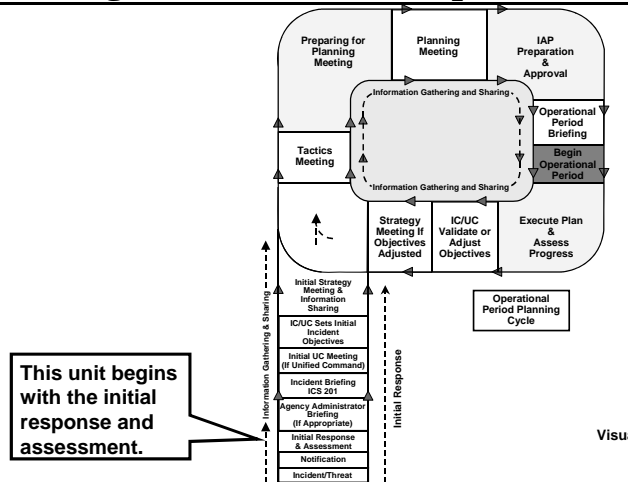 Preparing for
Planning
Meeting
Planning
Meeting
IAP
Preparation
&
Approval
Information Gathering and Sharing
Operational
Period
Briefing
Begin
Operational
Period
Tactics
Meeting
Information Gathering and Sharing
Strategy
Meeting If
Objectives
Adjusted
IC/UC
Validate or
Adjust
Objectives
Execute Plan
&
Assess
Progress
Initial Strategy
Meeting &
Information
Sharing
IC/UC Sets Initial
Incident
Objectives
Initial UC Meeting
(If Unified Command)
Incident Briefing
ICS 201
Agency Administrator
Briefing
(If Appropriate)
Initial Response
& Assessment
Notification
Incident/Threat
Information Gathering & Sharing
Initial Response
Operational
Period Planning
Cycle
This unit begins
with the initial
response and
assessment.
Visua